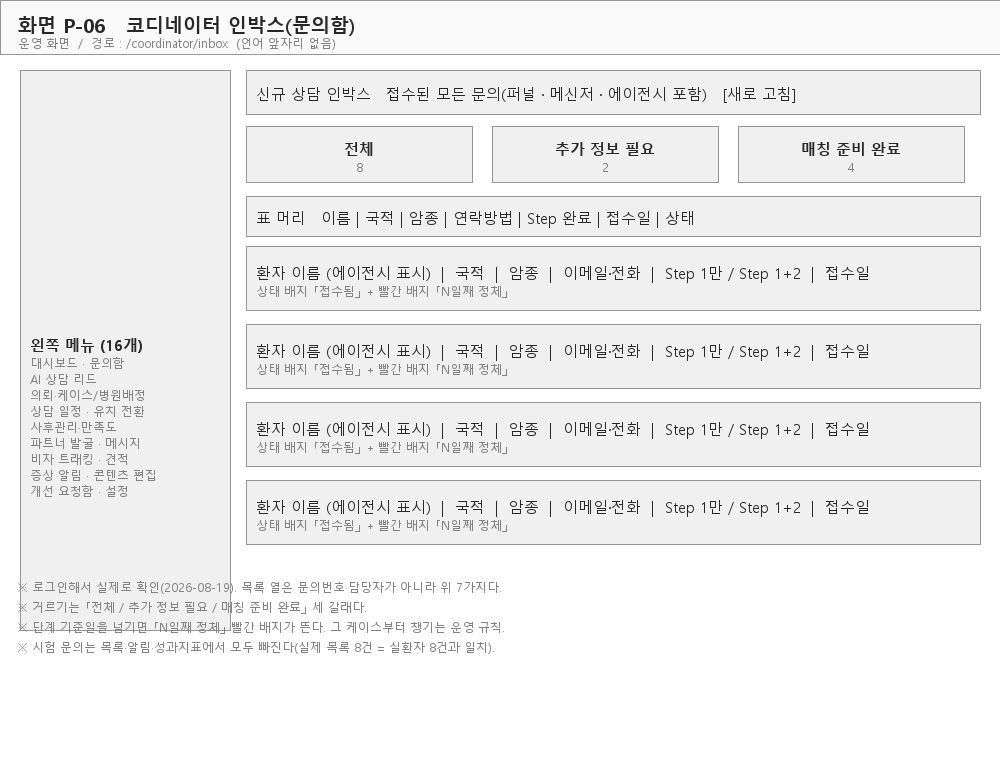 화면 P-06 코디네이터 인박스(문의함)
운영 화면 / 경로 : /coordinator/inbox (언어 앞자리 없음)
신규 상담 인박스 접수된 모든 문의(퍼널 · 메신저 · 에이전시 포함) [새로 고침]
전체
8
추가 정보 필요
2
매칭 준비 완료
4
표 머리 이름 | 국적 | 암종 | 연락방법 | Step 완료 | 접수일 | 상태
환자 이름 (에이전시 표시) | 국적 | 암종 | 이메일·전화 | Step 1만 / Step 1+2 | 접수일
상태 배지 「접수됨」 + 빨간 배지 「N일째 정체」
환자 이름 (에이전시 표시) | 국적 | 암종 | 이메일·전화 | Step 1만 / Step 1+2 | 접수일
상태 배지 「접수됨」 + 빨간 배지 「N일째 정체」
환자 이름 (에이전시 표시) | 국적 | 암종 | 이메일·전화 | Step 1만 / Step 1+2 | 접수일
상태 배지 「접수됨」 + 빨간 배지 「N일째 정체」
환자 이름 (에이전시 표시) | 국적 | 암종 | 이메일·전화 | Step 1만 / Step 1+2 | 접수일
상태 배지 「접수됨」 + 빨간 배지 「N일째 정체」
왼쪽 메뉴 (16개)
대시보드 · 문의함
AI 상담 리드
의뢰·케이스/병원배정
상담 일정 · 유치 전환
사후관리·만족도
파트너 발굴 · 메시지
비자 트래킹 · 견적
증상 알림 · 콘텐츠 편집
개선 요청함 · 설정
※ 로그인해서 실제로 확인(2026-08-19). 목록 열은 문의번호·담당자가 아니라 위 7가지다.
※ 거르기는 「전체 / 추가 정보 필요 / 매칭 준비 완료」 세 갈래다.
※ 단계 기준일을 넘기면 「N일째 정체」 빨간 배지가 뜬다. 그 케이스부터 챙기는 운영 규칙.
※ 시험 문의는 목록·알림·성과지표에서 모두 빠진다(실제 목록 8건 = 실환자 8건과 일치).